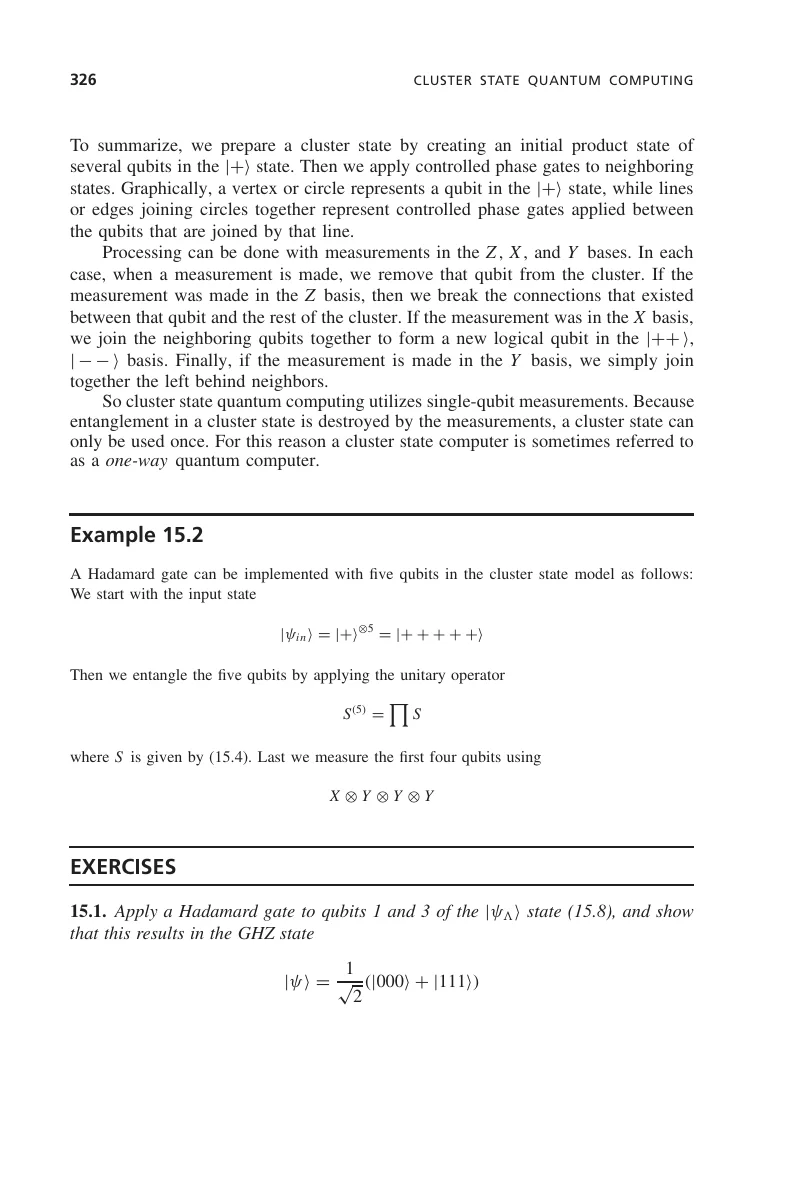 326 CLUSTER STATE QUANTUM COMPUTING
To summarize, we prepare a cluster state by creating an initial product state of
several qubits in the |+⟩ state. Then we apply controlled phase gates to neighboring
states. Graphically, a vertex or circle represents a qubit in the |+⟩ state, while lines
or edges joining circles together represent controlled phase gates applied between
the qubits that are joined by that line.
Processing can be done with measurements in the Z, X, and Y bases. In each
case, when a measurement is made, we remove that qubit from the cluster. If the
measurement was made in the Z basis, then we break the connections that existed
between that qubit and the rest of the cluster. If the measurement was in the X basis,
we join the neighboring qubits together to form a new logical qubit in the |++⟩,
|−−⟩ basis. Finally, if the measurement is made in the Y basis, we simply join
together the left behind neighbors.
So cluster state quantum computing utilizes single-qubit measurements. Because
entanglement in a cluster state is destroyed by the measurements, a cluster state can
only be used once. For this reason a cluster state computer is sometimes referred to
as a one-way quantum computer.
Example 15.2
A Hadamard gate can be implemented with five qubits in the cluster state model as follows:
We start with the input state
|ψ_in⟩ = |+⟩^⊗5 = |+ + + + +⟩
Then we entangle the five qubits by applying the unitary operator
S^(5) = ∏ S
where S is given by (15.4). Last we measure the first four qubits using
X ⊗ Y ⊗ Y ⊗ Y
EXERCISES
15.1. Apply a Hadamard gate to qubits 1 and 3 of the |ψ_Λ⟩ state (15.8), and show
that this results in the GHZ state
|ψ⟩ = 1/√2 (|000⟩ + |111⟩)